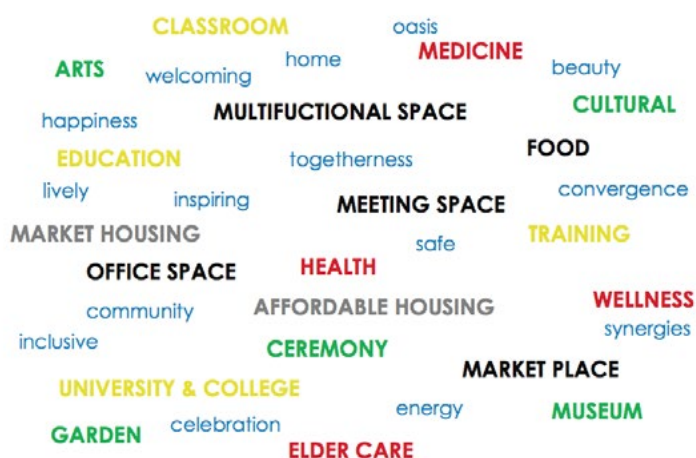 CLASSROOM
oasis
MEDICINE
home
ARTS
welcoming
beauty
MULTIFUCTIONAL SPACE
CULTURAL
happiness
FOOD
EDUCATION
togetherness
lively
inspiring
convergence
MEETING SPACE
MARKET HOUSING
safe
TRAINING
OFFICE SPACE
HEALTH
community
AFFORDABLE HOUSING
WELLNESS
inclusive
synergies
CEREMONY
MARKET PLACE
UNIVERSITY & COLLEGE
energy
MUSEUM
GARDEN
celebration
ELDER CARE